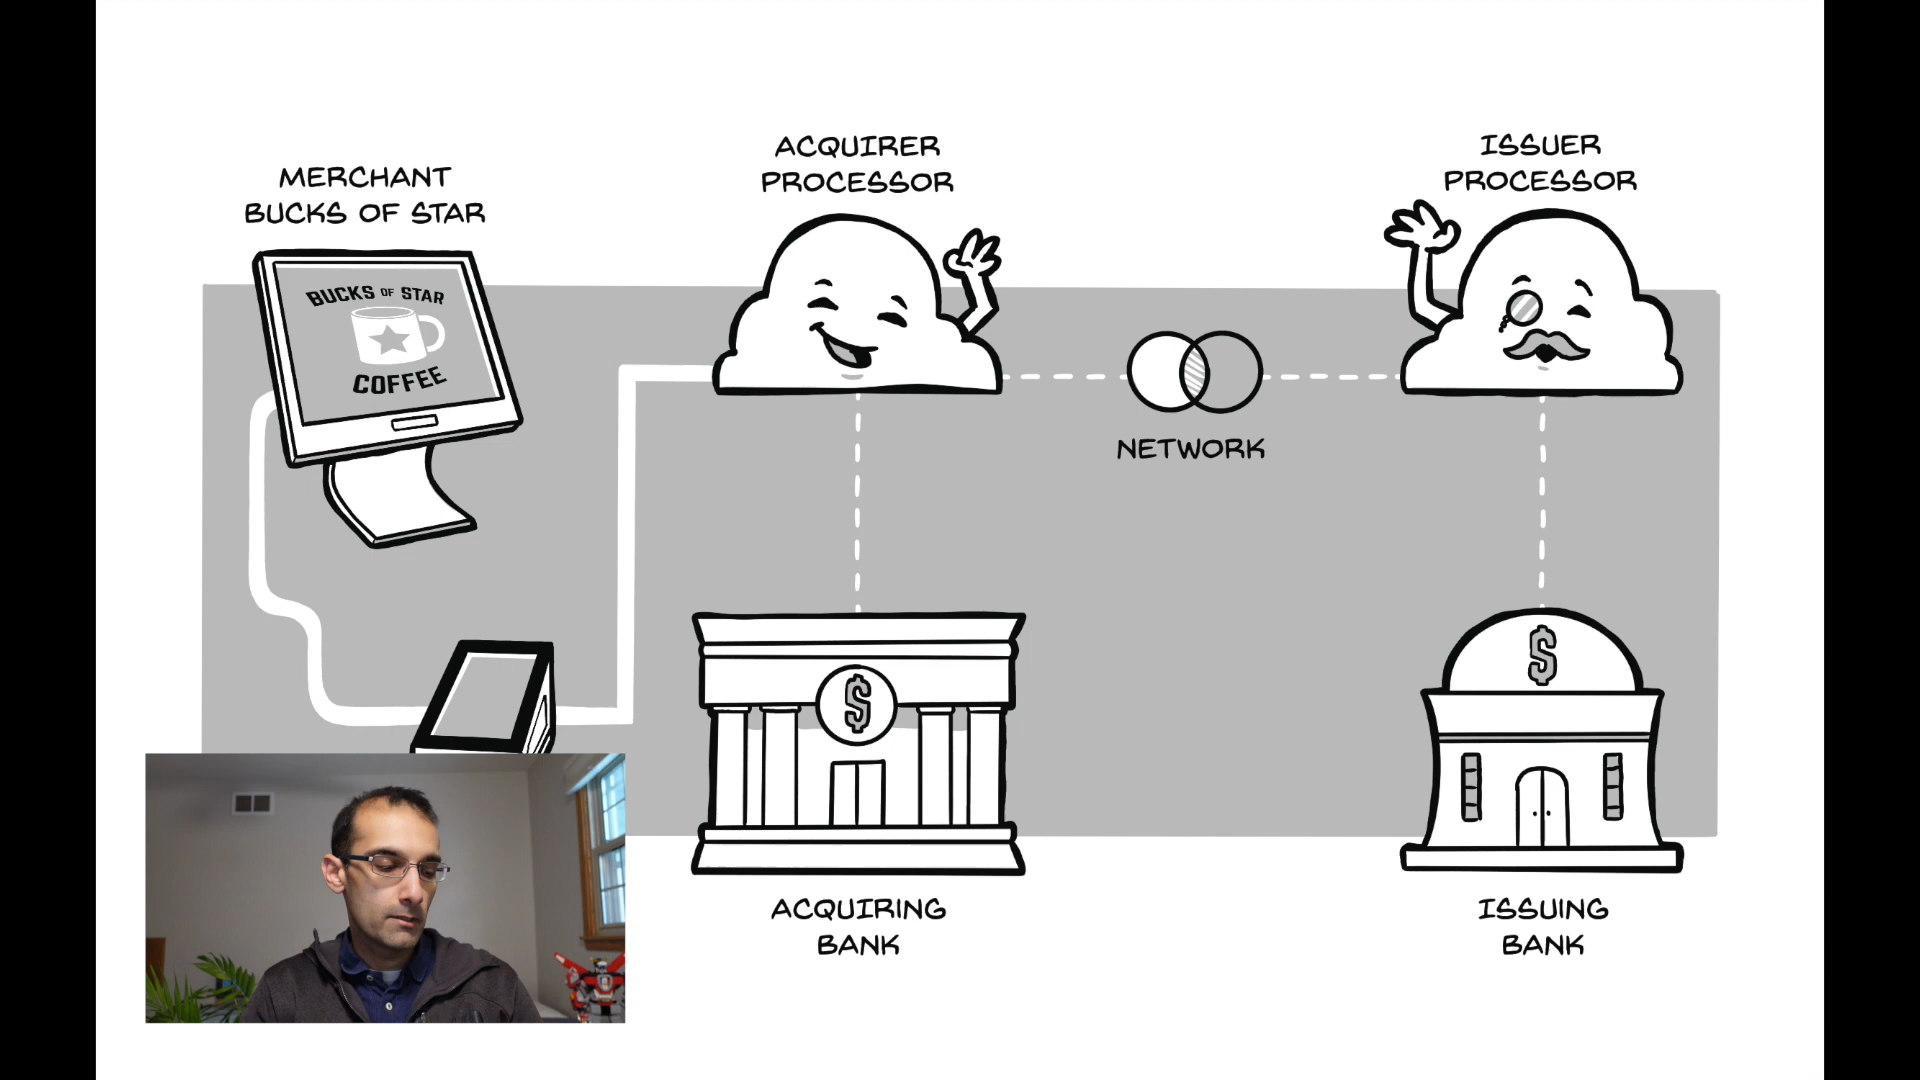 MERCHANT
BUCKS OF STAR
BUCKS OF STAR
COFFEE
ACQUIRER
PROCESSOR
ISSUER
PROCESSOR
NETWORK
$
$
ACQUIRING
BANK
ISSUING
BANK